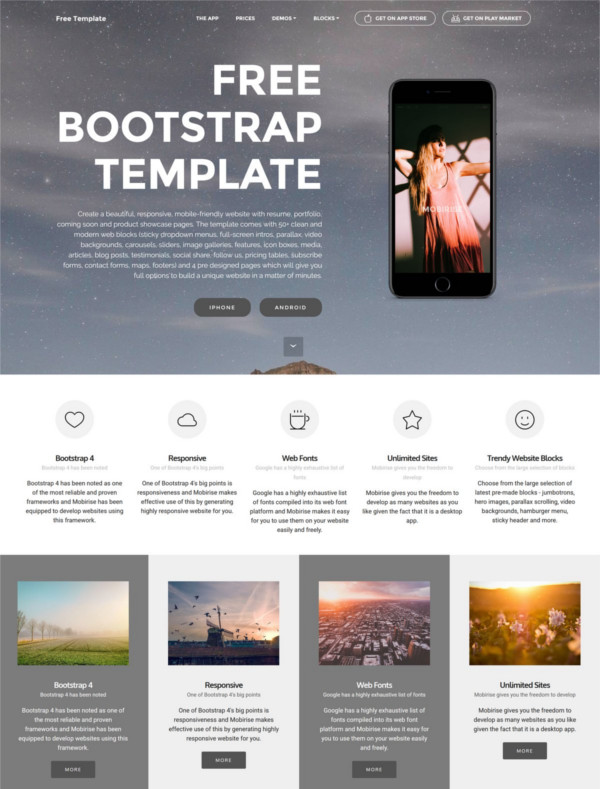 Free Template
THE APP
PRICES
DEMOS
BLOCKS
GET ON APP STORE
GET ON PLAY MARKET
FREE
BOOTSTRAP
TEMPLATE
Create a beautiful, responsive, mobile-friendly website with resume, portfolio,
coming soon and product showcase pages. The template comes with 50+ clean and
modern web blocks (sticky dropdown menus, full-screen intros, parallax, video
backgrounds, carousels, sliders, image galleries, features, icon boxes, media,
articles, blog posts, testimonials, social share, follow us, pricing tables, subscribe
forms, contact forms, maps, footers) and 4 pre designed pages which will give you
full options to build a unique website in a matter of minutes.
MOBIRISE
IPHONE
ANDROID
Bootstrap 4
Bootstrap 4 has been noted
Bootstrap 4 has been noted as one
of the most reliable and proven
frameworks and Mobirise has been
equipped to develop websites using
this framework.
Responsive
One of Bootstrap 4's big points
One of Bootstrap 4's big points is
responsiveness and Mobirise makes
effective use of this by generating
highly responsive website for you.
Web Fonts
Google has a highly exhaustive list of
fonts
Google has a highly exhaustive list
of fonts compiled into its web font
platform and Mobirise makes it easy
for you to use them on your website
easily and freely.
Unlimited Sites
Mobirise gives you the freedom to
develop
Mobirise gives you the freedom to
develop as many websites as you
like given the fact that it is a desktop
app.
Trendy Website Blocks
Choose from the large selection of blocks
Choose from the large selection of
latest pre-made blocks - jumbotrons,
hero images, parallax scrolling, video
backgrounds, hamburger menu,
sticky header and more.
Bootstrap 4
Bootstrap 4 has been noted
Bootstrap 4 has been noted as one of
the most reliable and proven
frameworks and Mobirise has been
equipped to develop websites using this
framework.
MORE
Responsive
One of Bootstrap 4's big points
One of Bootstrap 4's big points is
responsiveness and Mobirise makes
effective use of this by generating highly
responsive website for you.
MORE
Web Fonts
Google has a highly exhaustive list of fonts
Google has a highly exhaustive list of
fonts compiled into its web font
platform and Mobirise makes it easy for
you to use them on your website easily
and freely.
MORE
Unlimited Sites
Mobirise gives you the freedom to develop
Mobirise gives you the freedom to
develop as many websites as you like
given the fact that it is a desktop app.
MORE